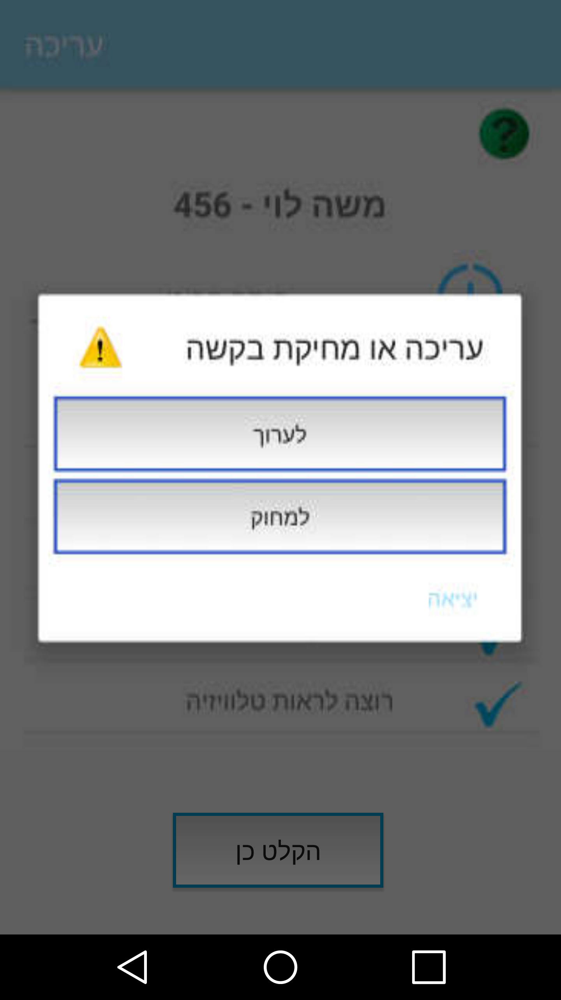 עריכה
משה לוי - 456
עריכה או מחיקת בקשה
לערוך
למחוק
יציאה
רוצה לראות טלוויזיה
הקלט כן